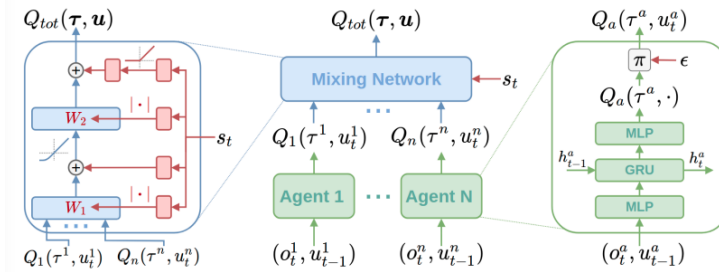 Q_{tot}(τ, u)
+
|·|
W_2
+
|·|
W_1
s_t
Q_1(τ^1, u_t^1)
Q_n(τ^n, u_t^n)
Q_{tot}(τ, u)
Mixing Network
s_t
Q_1(τ^1, u_t^1)
...
Q_n(τ^n, u_t^n)
Agent 1
...
Agent N
(o_t^1, u_{t-1}^1)
(o_t^n, u_{t-1}^n)
Q_a(τ^a, u_t^a)
π
ϵ
Q_a(τ^a, ·)
MLP
h_{t-1}^a
GRU
h_t^a
MLP
(o_t^a, u_{t-1}^a)